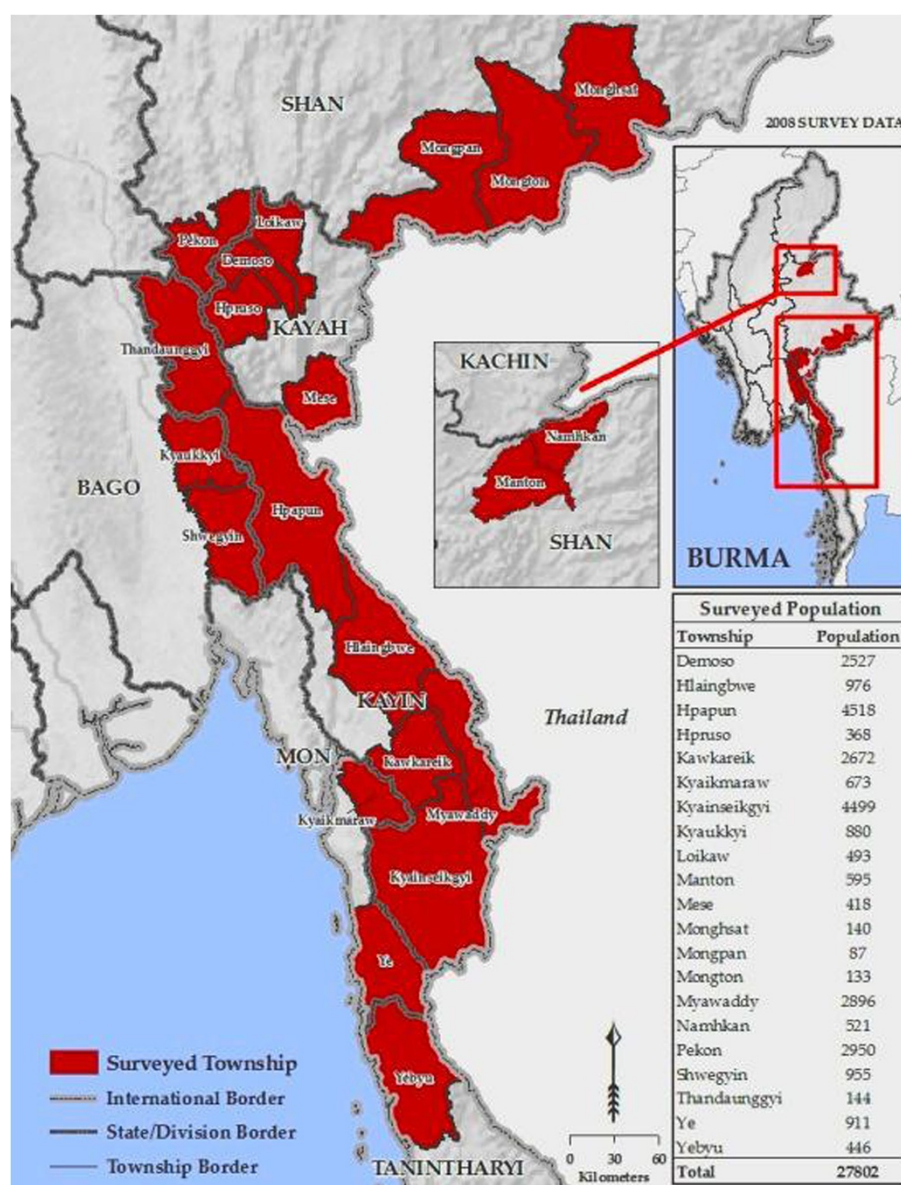 SHAN
Monghsat
Mongpan
Mongton
2008 SURVEY DATA
Loikaw
Pekon
Demoso
Hpruso
KAYAH
Thandaunggyi
Mese
Kyaukkyi
BAGO
Hpapun
Shwegyin
KACHIN
Namhkan
Manton
SHAN
BURMA
Hlaingbwe
KAYIN
Thailand
MON
Kawkareik
Kyaikmaraw
Myawaddy
Kyainseikgyi
Ye
Yebyu
TANINTHARYI
Surveyed Township
International Border
State/Division Border
Township Border
0 30 60
Kilometers
Surveyed Population
Township Population
Demoso 2527
Hlaingbwe 976
Hpapun 4518
Hpruso 368
Kawkareik 2672
Kyaikmaraw 673
Kyainseikgyi 4499
Kyaukkyi 880
Loikaw 493
Manton 595
Mese 418
Monghsat 140
Mongpan 87
Mongton 133
Myawaddy 2896
Namhkan 521
Pekon 2950
Shwegyin 955
Thandaunggyi 144
Ye 911
Yebyu 446
Total 27802